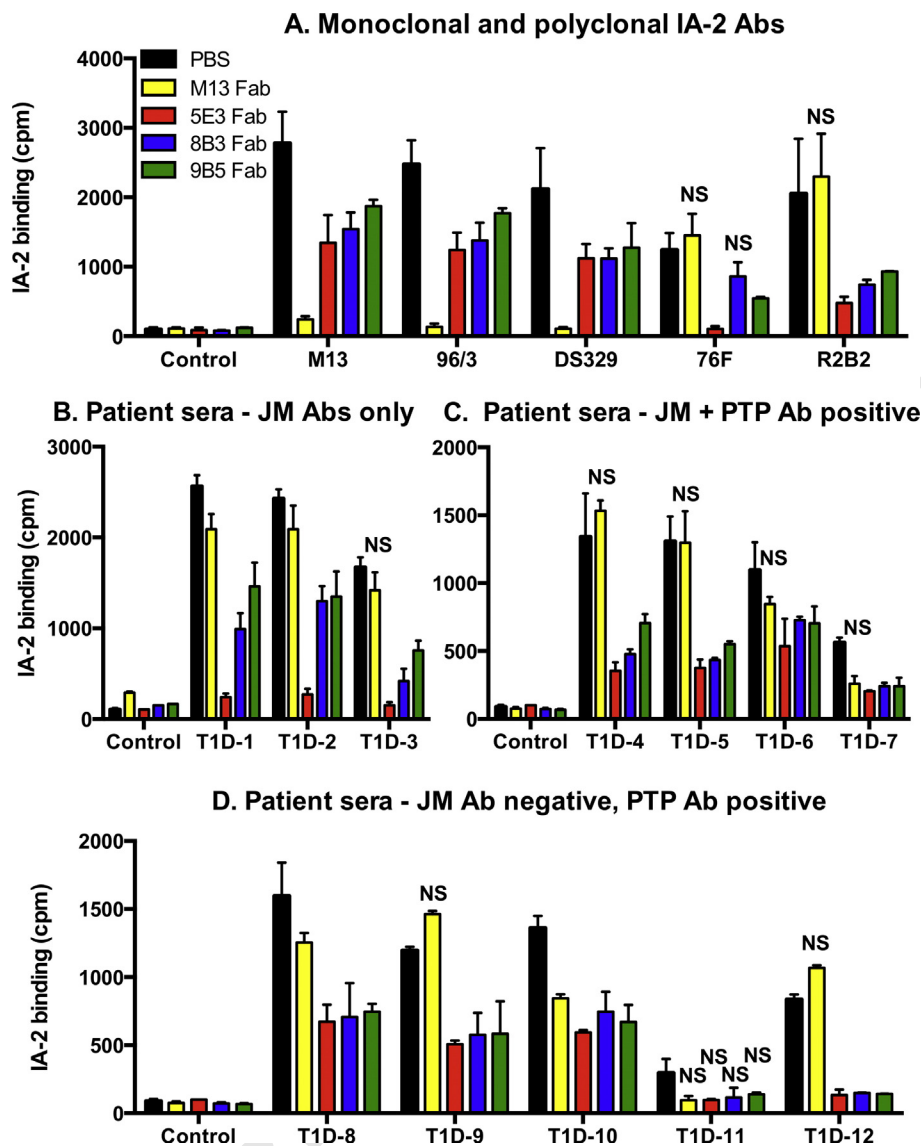 A. Monoclonal and polyclonal IA-2 Abs
4000
3000
2000
1000
0
IA-2 binding (cpm)
PBS
M13 Fab
5E3 Fab
8B3 Fab
9B5 Fab
NS
NS
NS
Control M13 96/3 DS329 76F R2B2
B. Patient sera - JM Abs only
3000
2000
1000
0
IA-2 binding (cpm)
NS
Control T1D-1 T1D-2 T1D-3
C. Patient sera - JM + PTP Ab positive
2000
1500
1000
500
0
NS
NS
NS
NS
Control T1D-4 T1D-5 T1D-6 T1D-7
D. Patient sera - JM Ab negative, PTP Ab positive
2000
1500
1000
500
0
IA-2 binding (cpm)
NS
NS
NS
NS
NS
NS
Control T1D-8 T1D-9 T1D-10 T1D-11 T1D-12